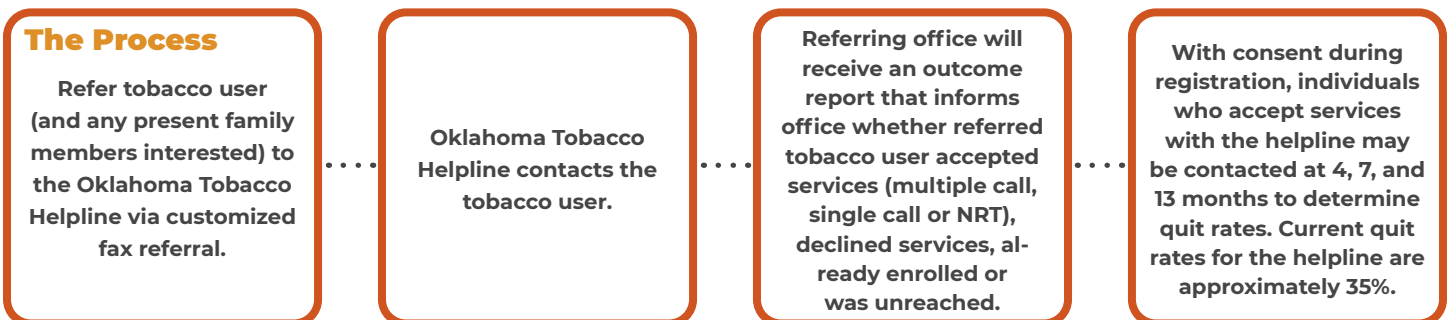 The Process
Refer tobacco user
(and any present family
members interested) to
the Oklahoma Tobacco
Helpline via customized
fax referral.
Oklahoma Tobacco
Helpline contacts the
tobacco user.
Referring office will
receive an outcome
report that informs
office whether referred
tobacco user accepted
services (multiple call,
single call or NRT),
declined services, al-
ready enrolled or
was unreached.
With consent during
registration, individuals
who accept services
with the helpline may
be contacted at 4, 7, and
13 months to determine
quit rates. Current quit
rates for the helpline are
approximately 35%.